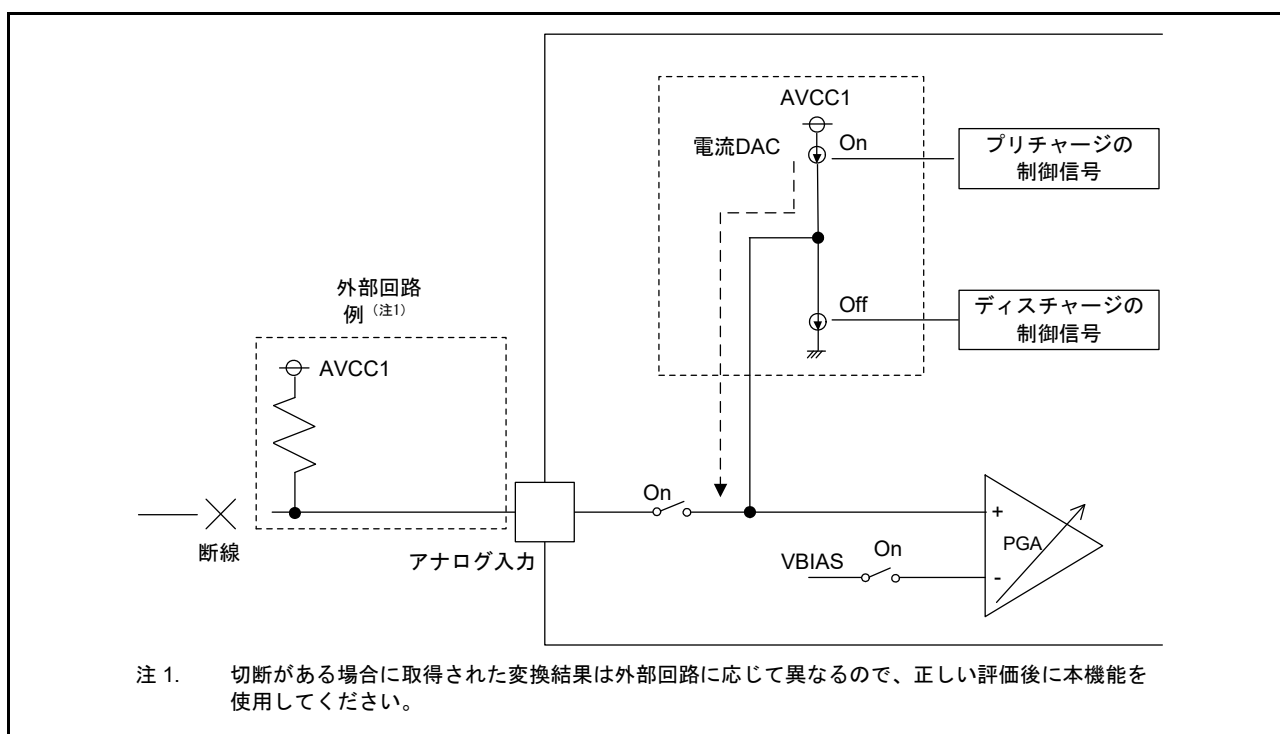 AVCC1
電流DAC
On
プリチャージの
制御信号
外部回路
例(注1)
Off
ディスチャージの
制御信号
AVCC1
断線
アナログ入力
On
VBIAS
On
+
PGA
-
注 1. 切断がある場合に取得された変換結果は外部回路に応じて異なるので、正しい評価後に本機能を
使用してください。